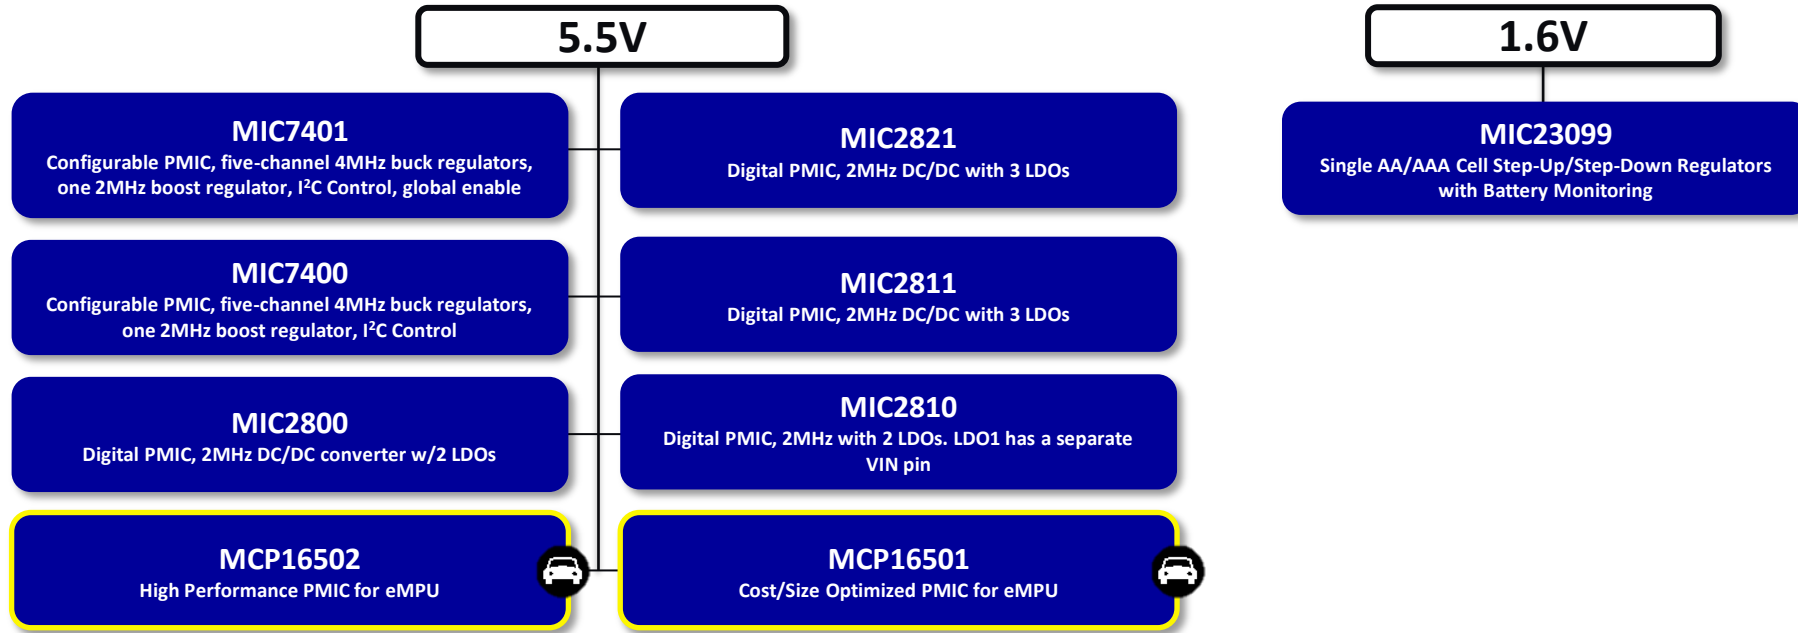 5.5V
MIC7401
Configurable PMIC, five-channel 4MHz buck regulators,
one 2MHz boost regulator, I²C Control, global enable
MIC2821
Digital PMIC, 2MHz DC/DC with 3 LDOs
MIC7400
Configurable PMIC, five-channel 4MHz buck regulators,
one 2MHz boost regulator, I²C Control
MIC2811
Digital PMIC, 2MHz DC/DC with 3 LDOs
MIC2800
Digital PMIC, 2MHz DC/DC converter w/2 LDOs
MIC2810
Digital PMIC, 2MHz with 2 LDOs. LDO1 has a separate
VIN pin
MCP16502
High Performance PMIC for eMPU
MCP16501
Cost/Size Optimized PMIC for eMPU
1.6V
MIC23099
Single AA/AAA Cell Step-Up/Step-Down Regulators
with Battery Monitoring